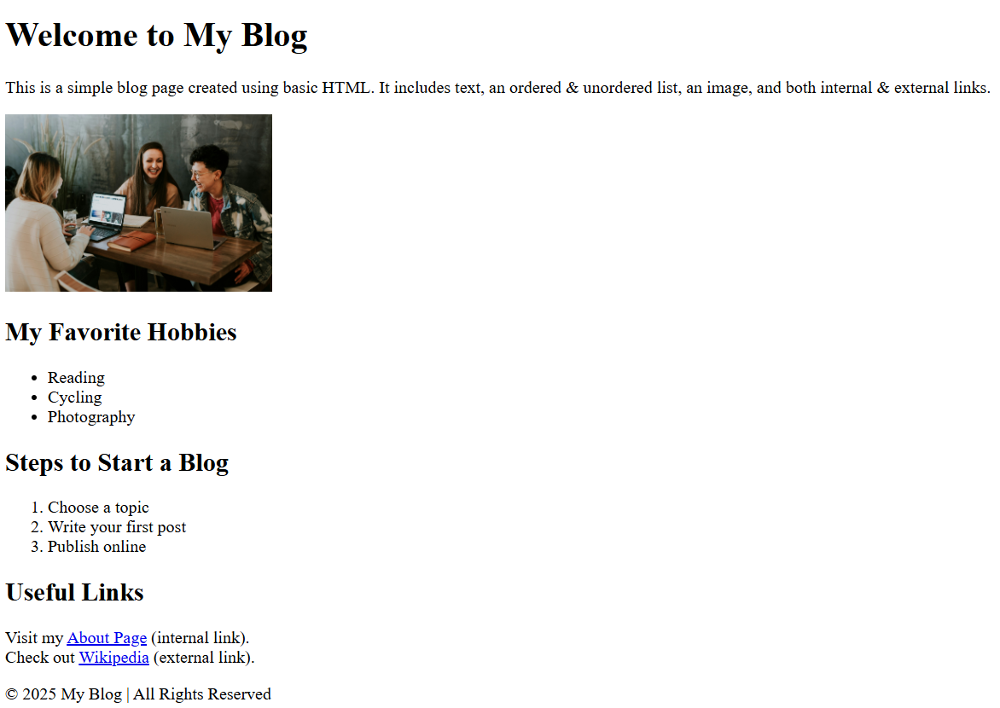 Welcome to My Blog
This is a simple blog page created using basic HTML. It includes text, an ordered & unordered list, an image, and both internal & external links.
My Favorite Hobbies
• Reading
• Cycling
• Photography
Steps to Start a Blog
1. Choose a topic
2. Write your first post
3. Publish online
Useful Links
Visit my About Page (internal link).
Check out Wikipedia (external link).
© 2025 My Blog | All Rights Reserved